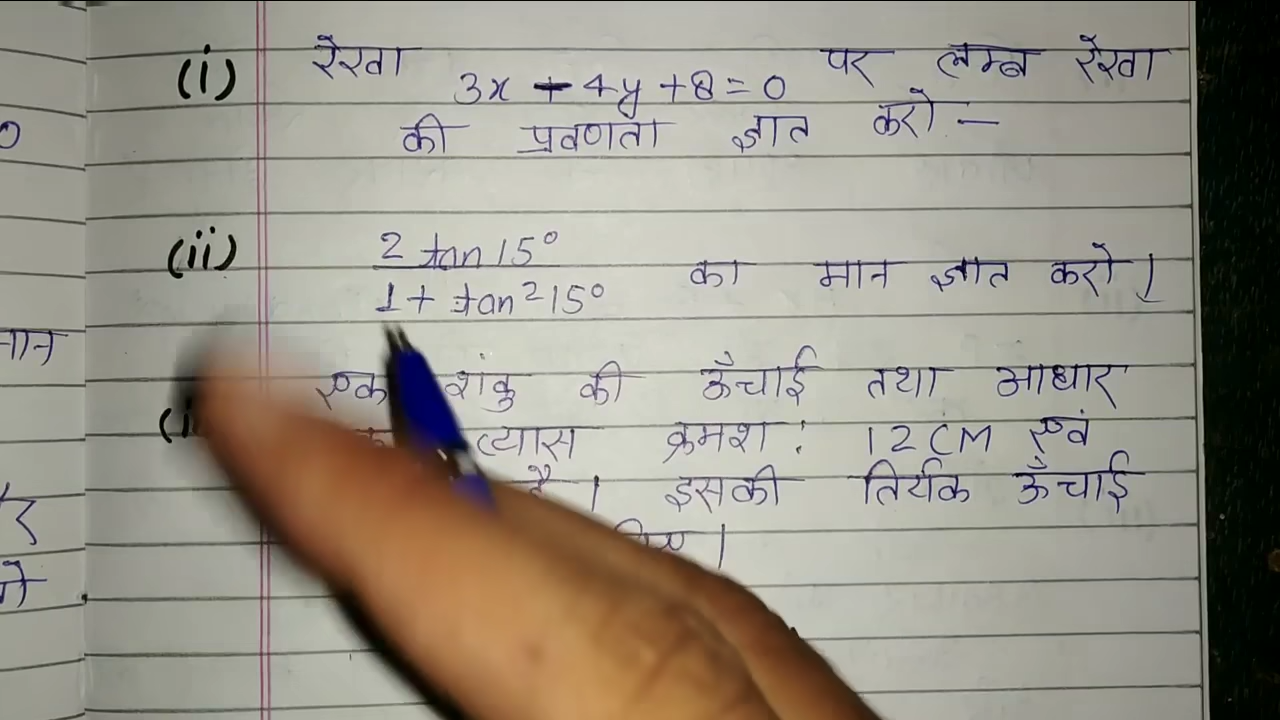 (i) रेखा 3x + 4y + 8 = 0 पर लम्ब रेखा
की प्रवणता ज्ञात करो —
(ii) 2 tan 15°
1 + tan² 15° का मान ज्ञात करो |
एक शंकु की ऊँचाई तथा आधार
व्यास क्रमश: 12 CM एवं
है | इसकी तिर्यक ऊँचाई